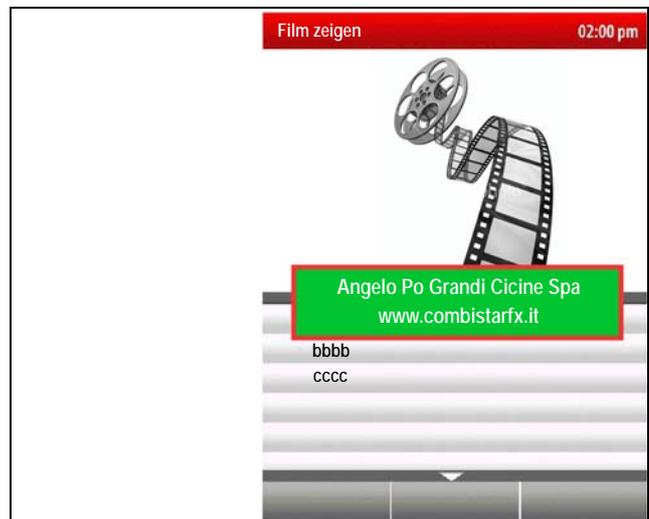 Film zeigen 02:00 pm
Angelo Po Grandi Cicine Spa
www.combistarfx.it
bbbb
cccc